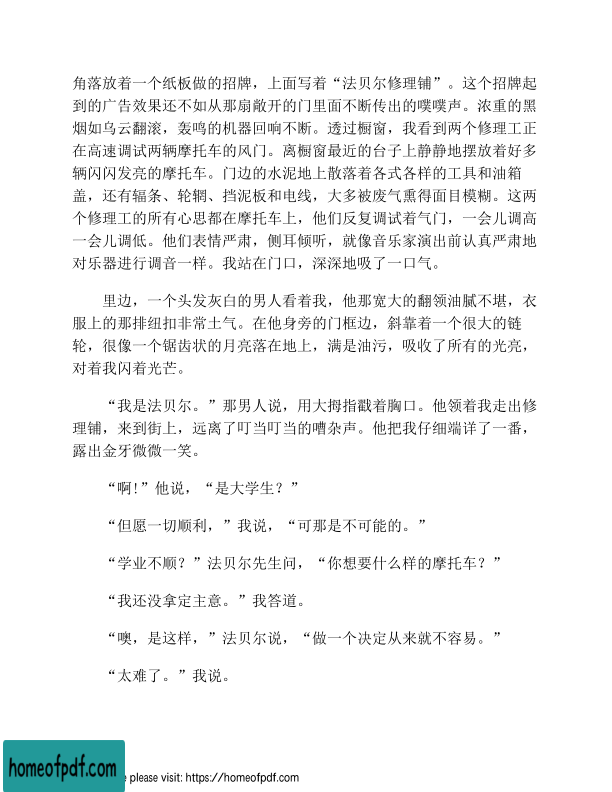 角落放着一个纸板做的招牌，上面写着“法贝尔修理铺”。这个招牌起
到的广告效果还不如从那扇敞开的门里面不断传出的噗噗声。浓重的黑
烟如乌云翻滚，轰鸣的机器回响不断。透过橱窗，我看到两个修理工正
在高速调试两辆摩托车的风门。离橱窗最近的台子上静静地摆放着好多
辆闪闪发亮的摩托车。门边的水泥地上散落着各式各样的工具和油箱
盖，还有辐条、轮辋、挡泥板和电线，大多被废气熏得面目模糊。这两
个修理工的所有心思都在摩托车上，他们反复调试着气门，一会儿调高
一会儿调低。他们表情严肃，侧耳倾听，就像音乐家演出前认真严肃地
对乐器进行调音一样。我站在门口，深深地吸了一口气。
里边，一个头发灰白的男人看着我，他那宽大的翻领油腻不堪，衣
服上的那排纽扣非常土气。在他身旁的门框边，斜靠着一个很大的链
轮，很像一个锯齿状的月亮落在地上，满是油污，吸收了所有的光亮，
对着我闪着光芒。
“我是法贝尔。”那男人说，用大拇指戳着胸口。他领着我走出修
理铺，来到街上，远离了叮当叮当的嘈杂声。他把我仔细端详了一番，
露出金牙微微一笑。
“啊!”他说，“是大学生？”
“但愿一切顺利，”我说，“可那是不可能的。”
“学业不顺？”法贝尔先生问，“你想要什么样的摩托车？”
“我还没拿定主意。”我答道。
“噢，是这样，”法贝尔说，“做一个决定从来就不容易。”
“太难了。”我说。
homeofpdf.com
e please visit: https://homeofpdf.com